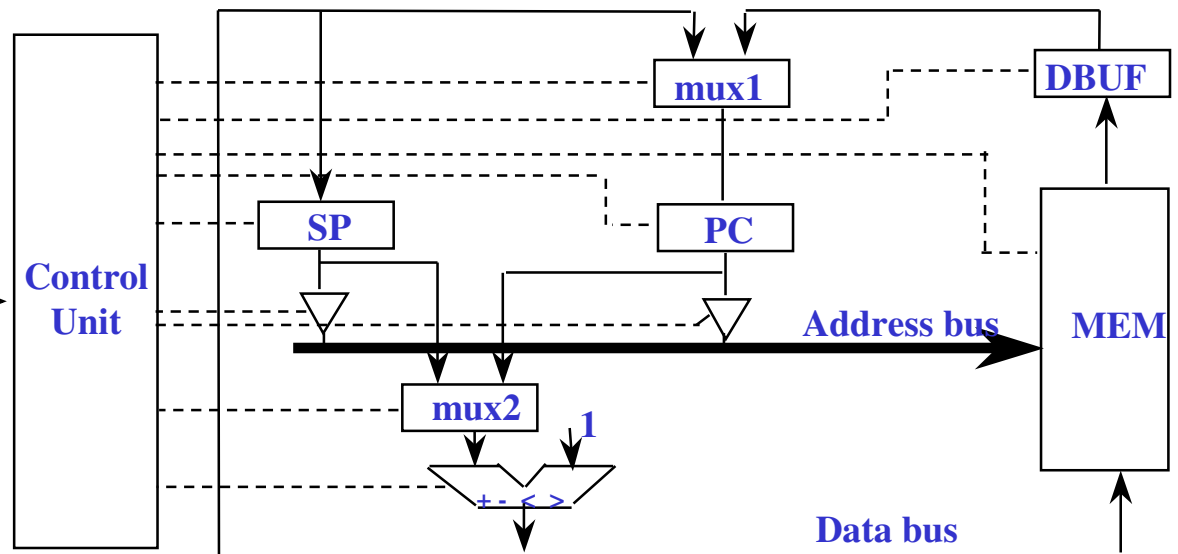 mux1
DBUF
SP
PC
Control
Unit
Address bus
MEM
mux2
1
+ - < >
Data bus